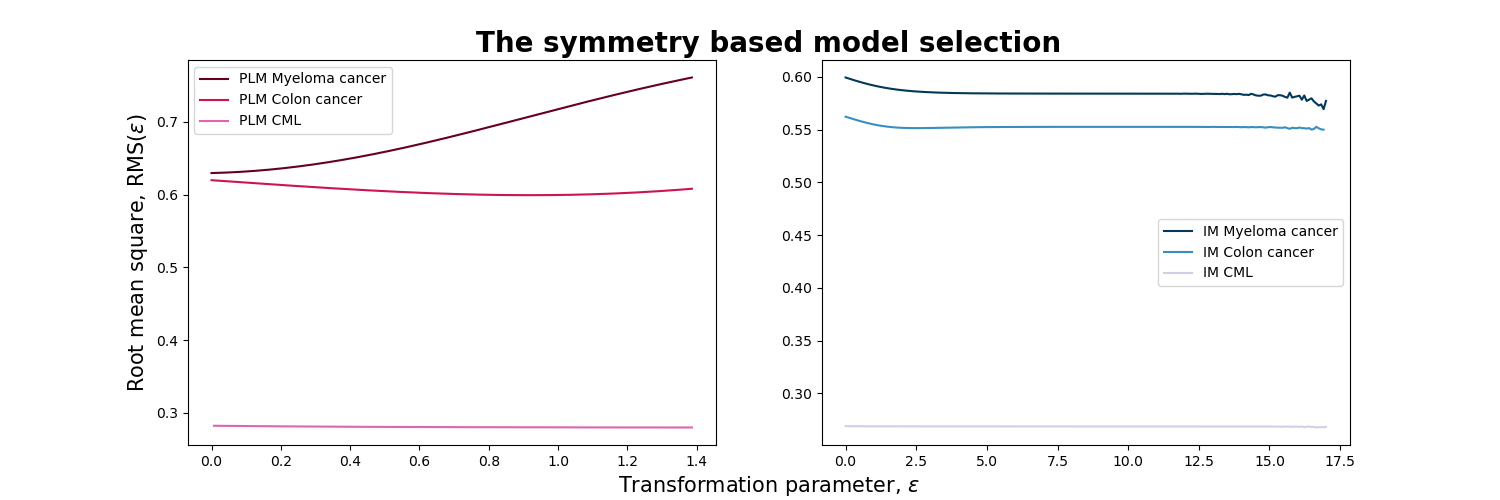 The symmetry based model selection
Root mean square, RMS(ε)
0.7
0.6
0.5
0.4
0.3
PLM Myeloma cancer
PLM Colon cancer
PLM CML
0.0 0.2 0.4 0.6 0.8 1.0 1.2 1.4
0.60
0.55
0.50
0.45
0.40
0.35
0.30
IM Myeloma cancer
IM Colon cancer
IM CML
0.0 2.5 5.0 7.5 10.0 12.5 15.0 17.5
Transformation parameter, ε